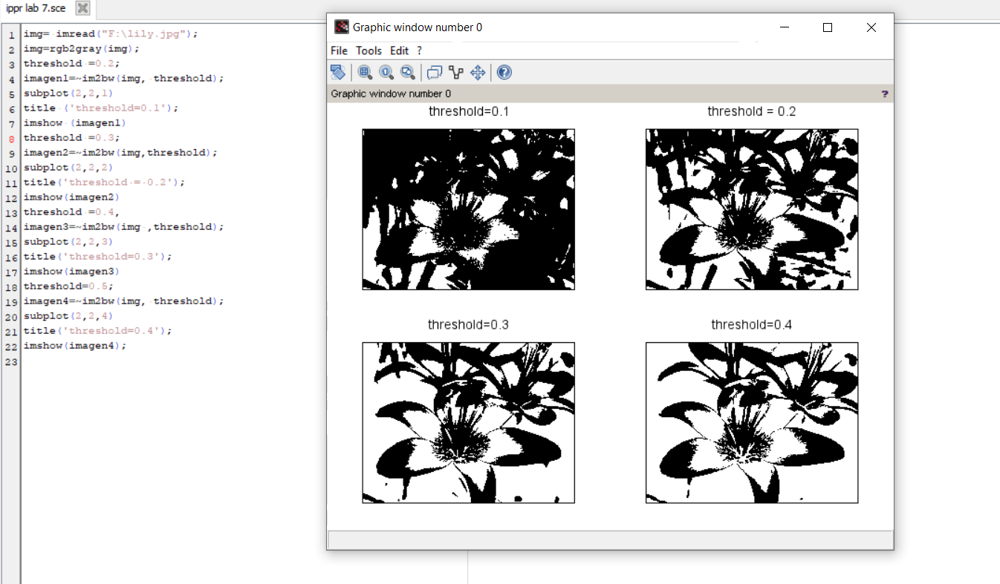 ippr lab 7.sce
1 img= imread("F:\lily.jpg");
2 img=rgb2gray(img);
3 threshold =0.2;
4 imagen1=~im2bw(img, threshold);
5 subplot(2,2,1)
6 title ('threshold=0.1');
7 imshow (imagen1)
8 threshold =0.3;
9 imagen2=~im2bw(img,threshold);
10 subplot(2,2,2)
11 title('threshold = 0.2');
12 imshow(imagen2)
13 threshold =0.4,
14 imagen3=~im2bw(img ,threshold);
15 subplot(2,2,3)
16 title('threshold=0.3');
17 imshow(imagen3)
18 threshold=0.5;
19 imagen4=~im2bw(img, threshold);
20 subplot(2,2,4)
21 title('threshold=0.4');
22 imshow(imagen4);
23
Graphic window number 0
File Tools Edit ?
Graphic window number 0 ?
threshold=0.1
threshold = 0.2
threshold=0.3
threshold=0.4